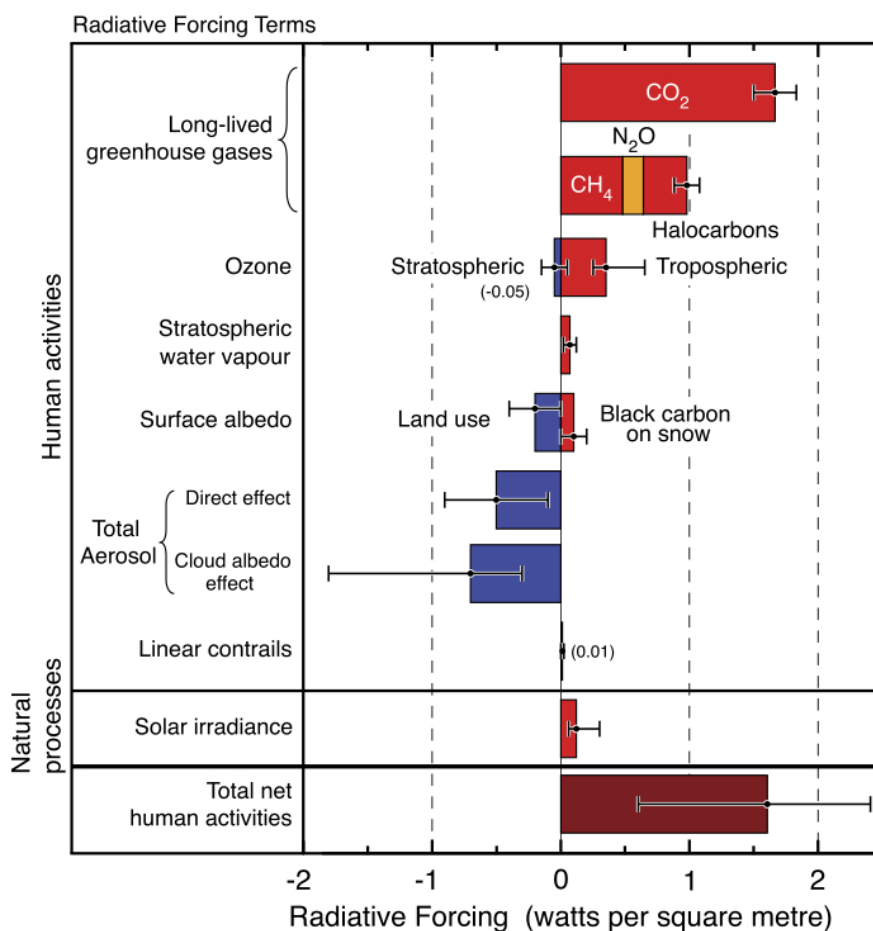 Radiative Forcing Terms
Human activities
Long-lived
greenhouse gases
CO₂
N₂O
CH₄
Halocarbons
Ozone
Stratospheric
(-0.05)
Tropospheric
Stratospheric
water vapour
Surface albedo
Land use
Black carbon
on snow
Total
Aerosol
Direct effect
Cloud albedo
effect
Linear contrails
(0.01)
Natural
processes
Solar irradiance
Total net
human activities
-2 -1 0 1 2
Radiative Forcing (watts per square metre)